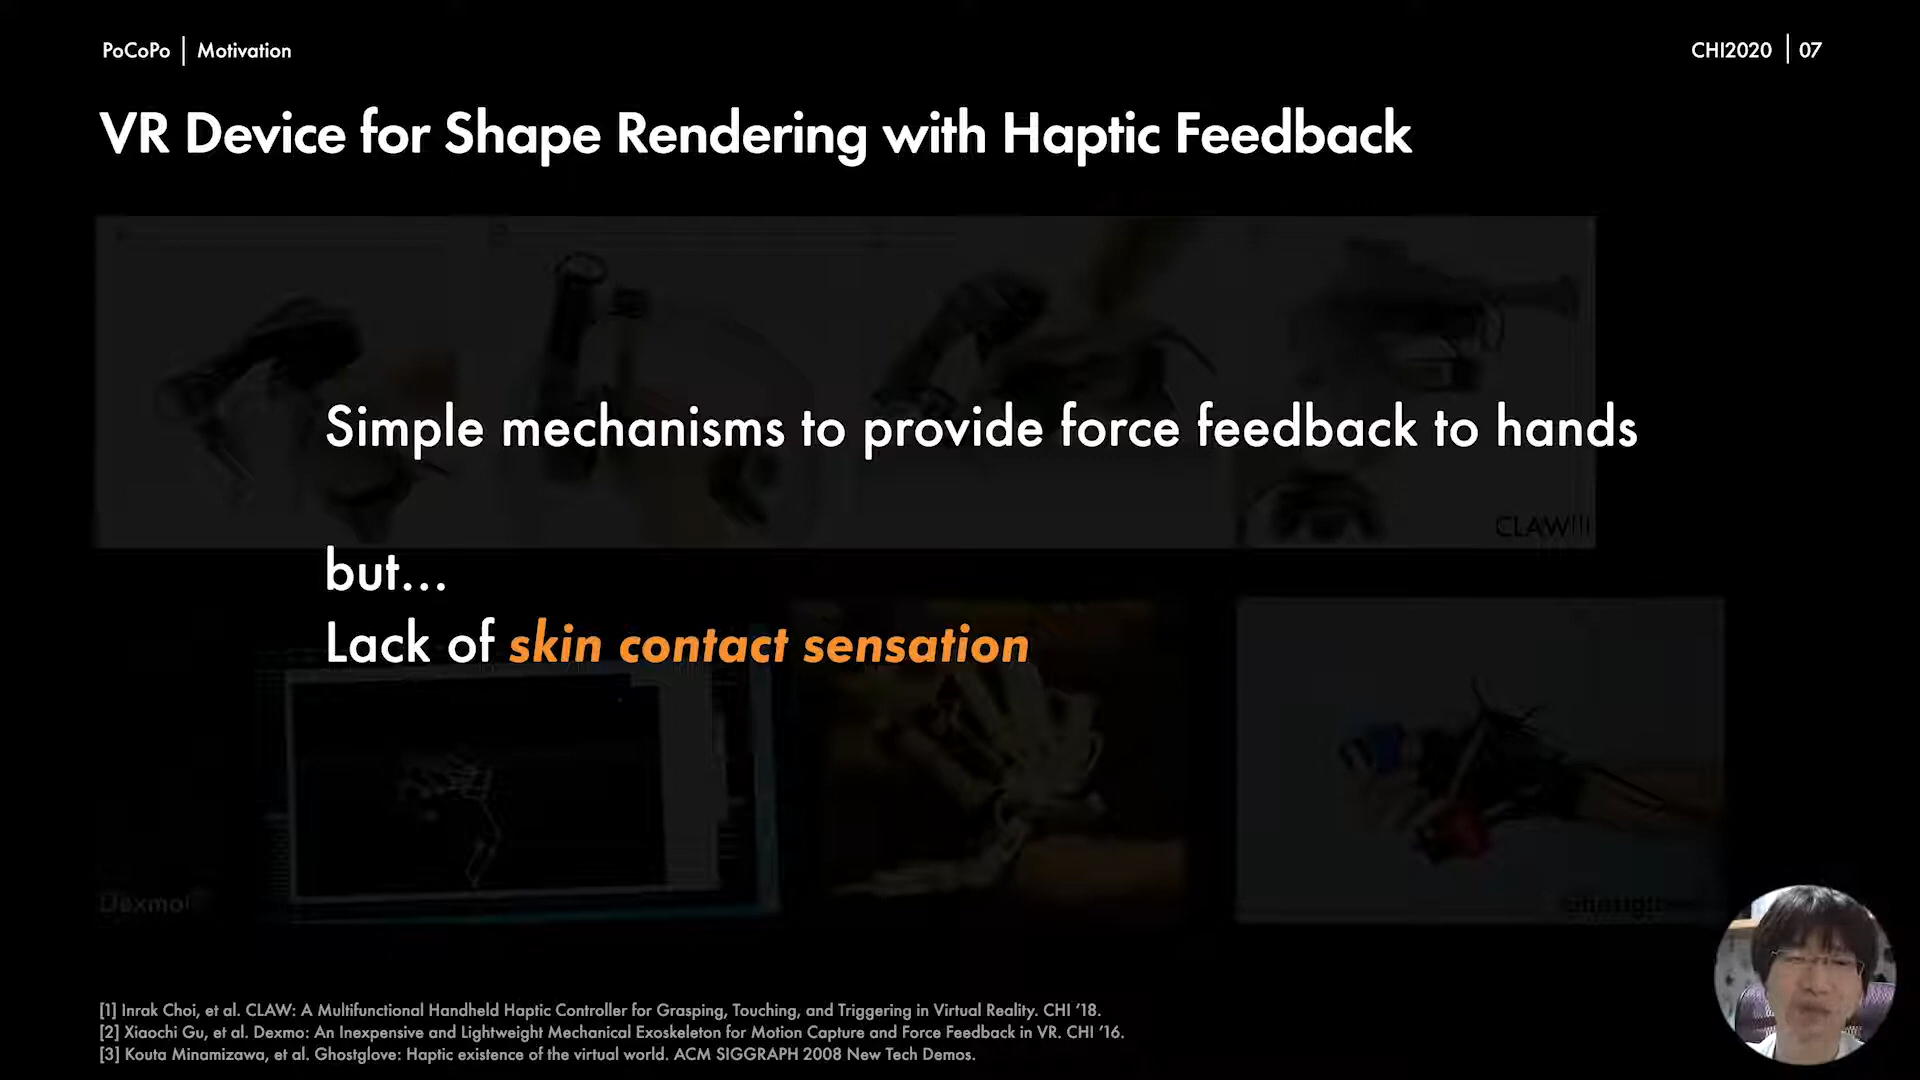 PoCoPo | Motivation
CHI2020 | 07
VR Device for Shape Rendering with Haptic Feedback
Simple mechanisms to provide force feedback to hands
CLAW[1]
but...
Lack of skin contact sensation
Dexmo
[1] Inrak Choi, et al. CLAW: A Multifunctional Handheld Haptic Controller for Grasping, Touching, and Triggering in Virtual Reality. CHI ‘18.
[2] Xiaochi Gu, et al. Dexmo: An Inexpensive and Lightweight Mechanical Exoskeleton for Motion Capture and Force Feedback in VR. CHI ’16.
[3] Kouta Minamizawa, et al. Ghostglove: Haptic existence of the virtual world. ACM SIGGRAPH 2008 New Tech Demos.